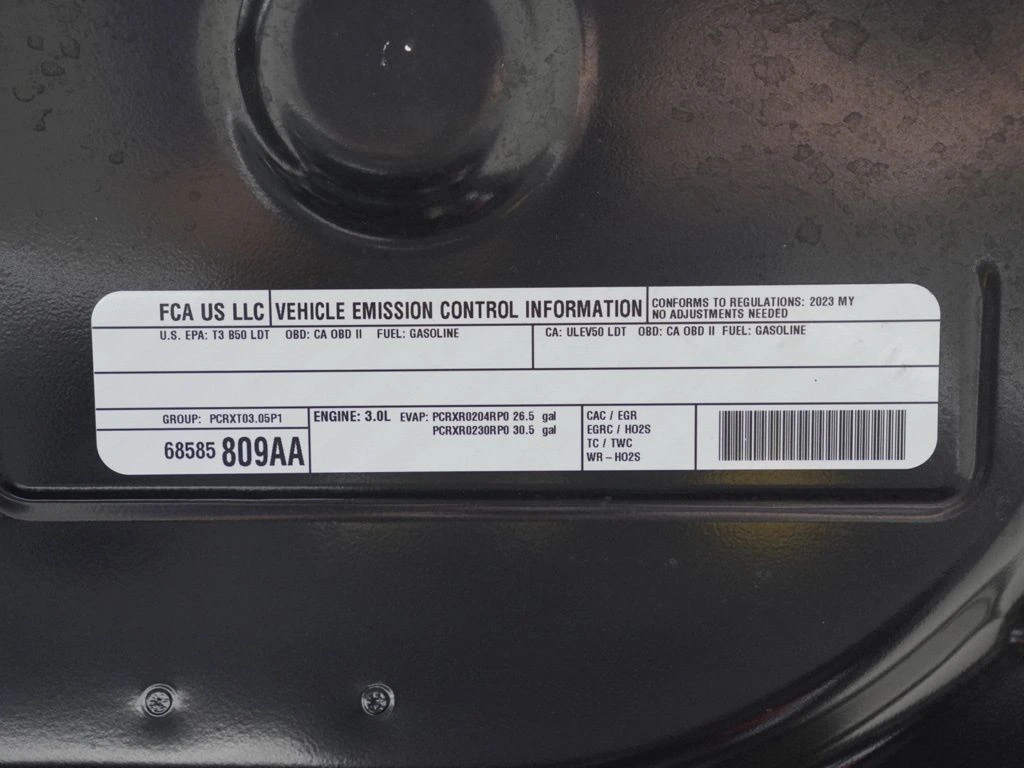 FCA US LLC VEHICLE EMISSION CONTROL INFORMATION CONFORMS TO REGULATIONS: 2023 MY
NO ADJUSTMENTS NEEDED
U.S. EPA: T3 B50 LDT OBD: CA OBD II FUEL: GASOLINE CA: ULEV50 LDT OBD: CA OBD II FUEL: GASOLINE
GROUP: PCRXT03.05P1
68585 809AA
ENGINE: 3.0L EVAP: PCRXR0204RP0 26.5 gal
PCRXR0230RP0 30.5 gal
CAC / EGR
EGRC / HO2S
TC / TWC
WR – HO2S